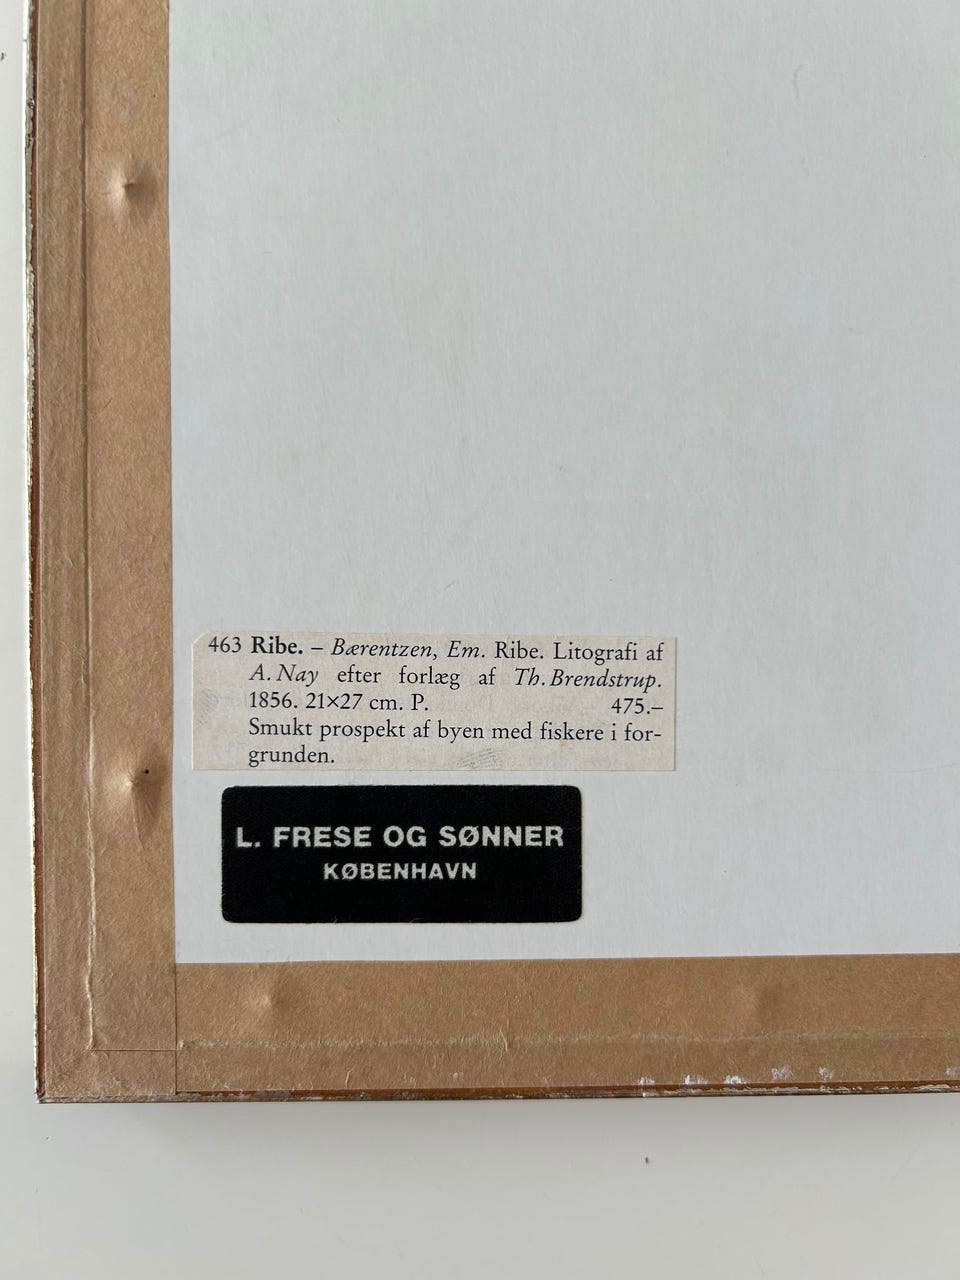 463 Ribe. – Bærentzen, Em. Ribe. Litografi af
A. Nay efter forlæg af Th. Brendstrup.
1856. 21×27 cm. P. 475.–
Smukt prospekt af byen med fiskere i for-
grunden.
L. FRESE OG SØNNER
KØBENHAVN